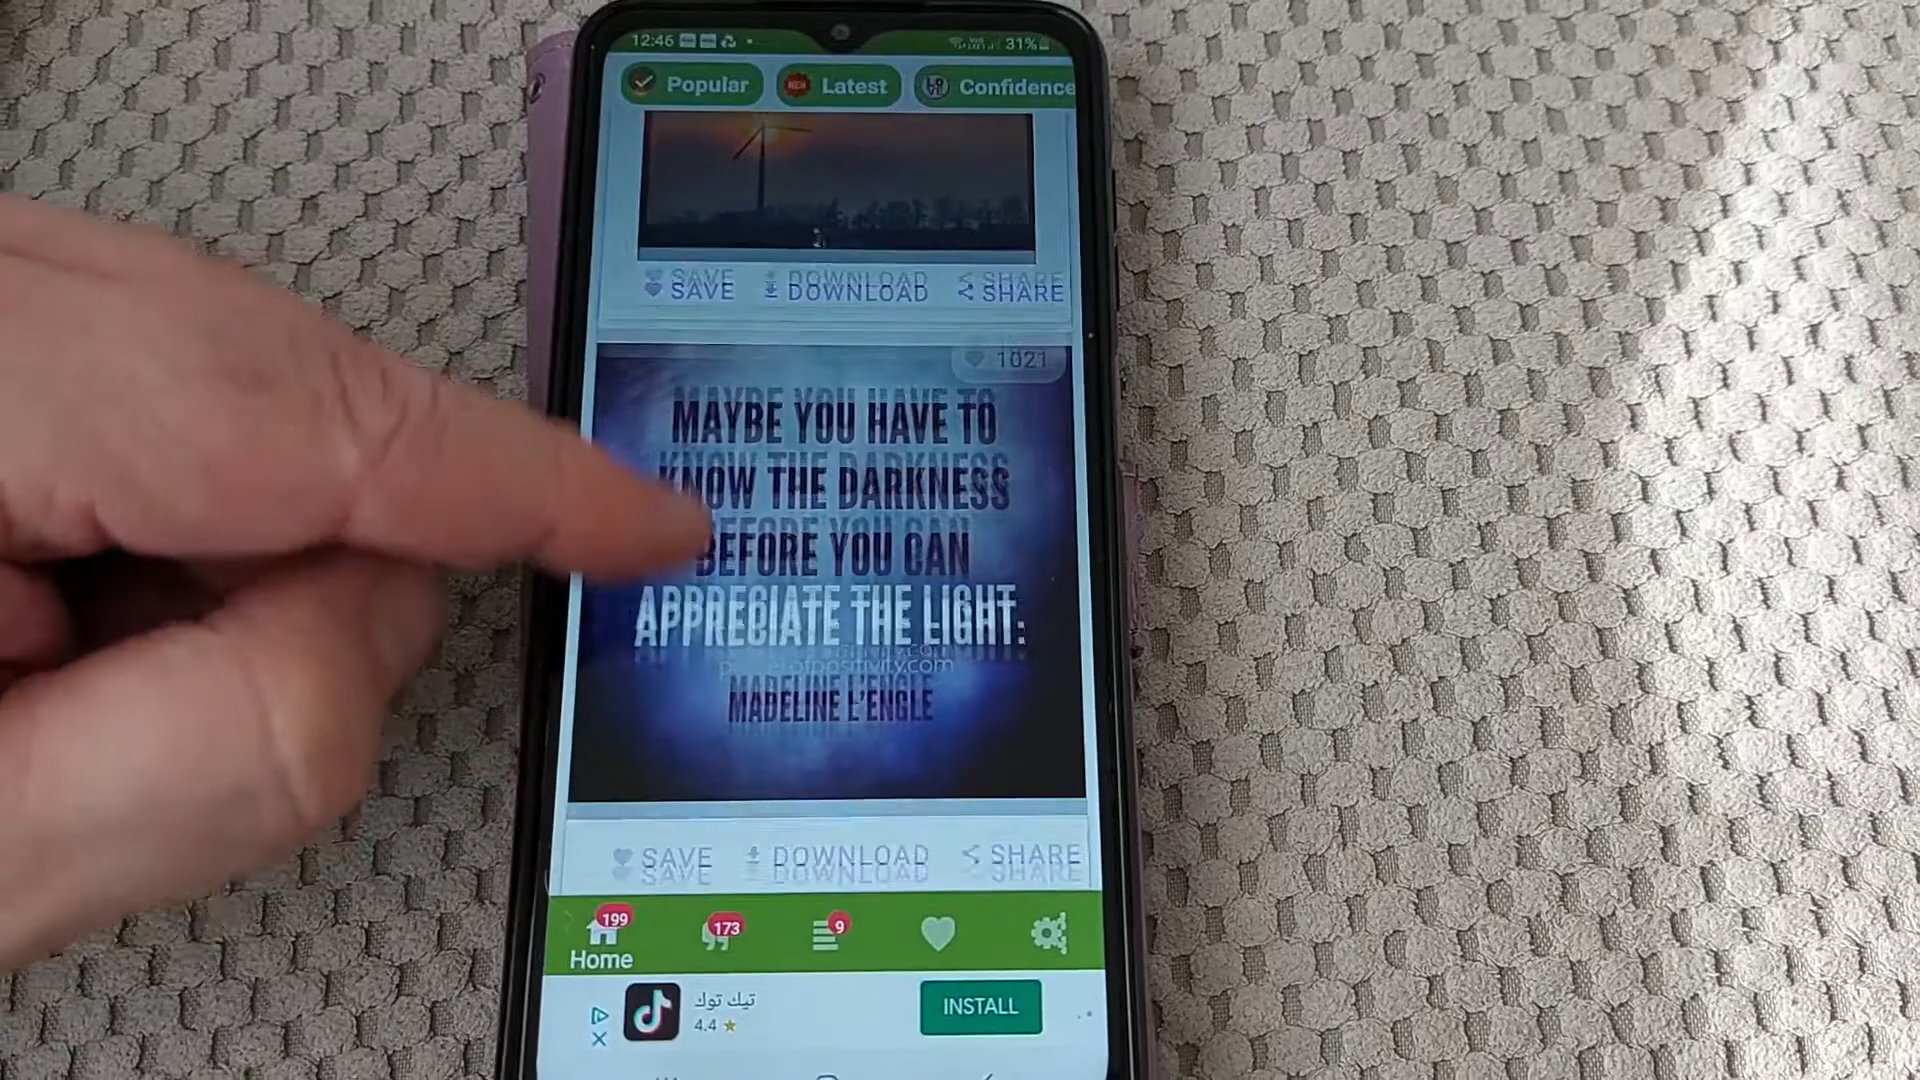 12:46
31%
Popular
NEW
Latest
Confidence
SAVE
DOWNLOAD
SHARE
1021
MAYBE YOU HAVE TO
KNOW THE DARKNESS
BEFORE YOU CAN
APPRECIATE THE LIGHT.
MADELINE L'ENGLE
SAVE
DOWNLOAD
SHARE
199
173
9
Home
تيك توك
4.4
INSTALL